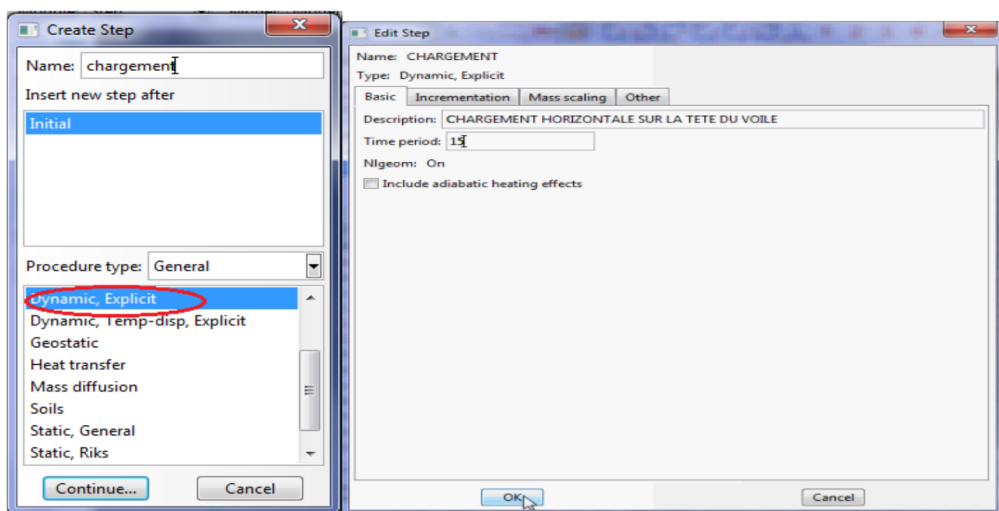 Create Step
Name: chargement
Insert new step after
Initial
Procedure type: General
Dynamic, Explicit
Dynamic, Temp-disp, Explicit
Geostatic
Heat transfer
Mass diffusion
Soils
Static, General
Static, Riks
Continue...
Cancel
Edit Step
Name: CHARGEMENT
Type: Dynamic, Explicit
Basic Incrementation Mass scaling Other
Description: CHARGEMENT HORIZONTALE SUR LA TETE DU VOILE
Time period: 15
Nlgeom: On
Include adiabatic heating effects
OK
Cancel